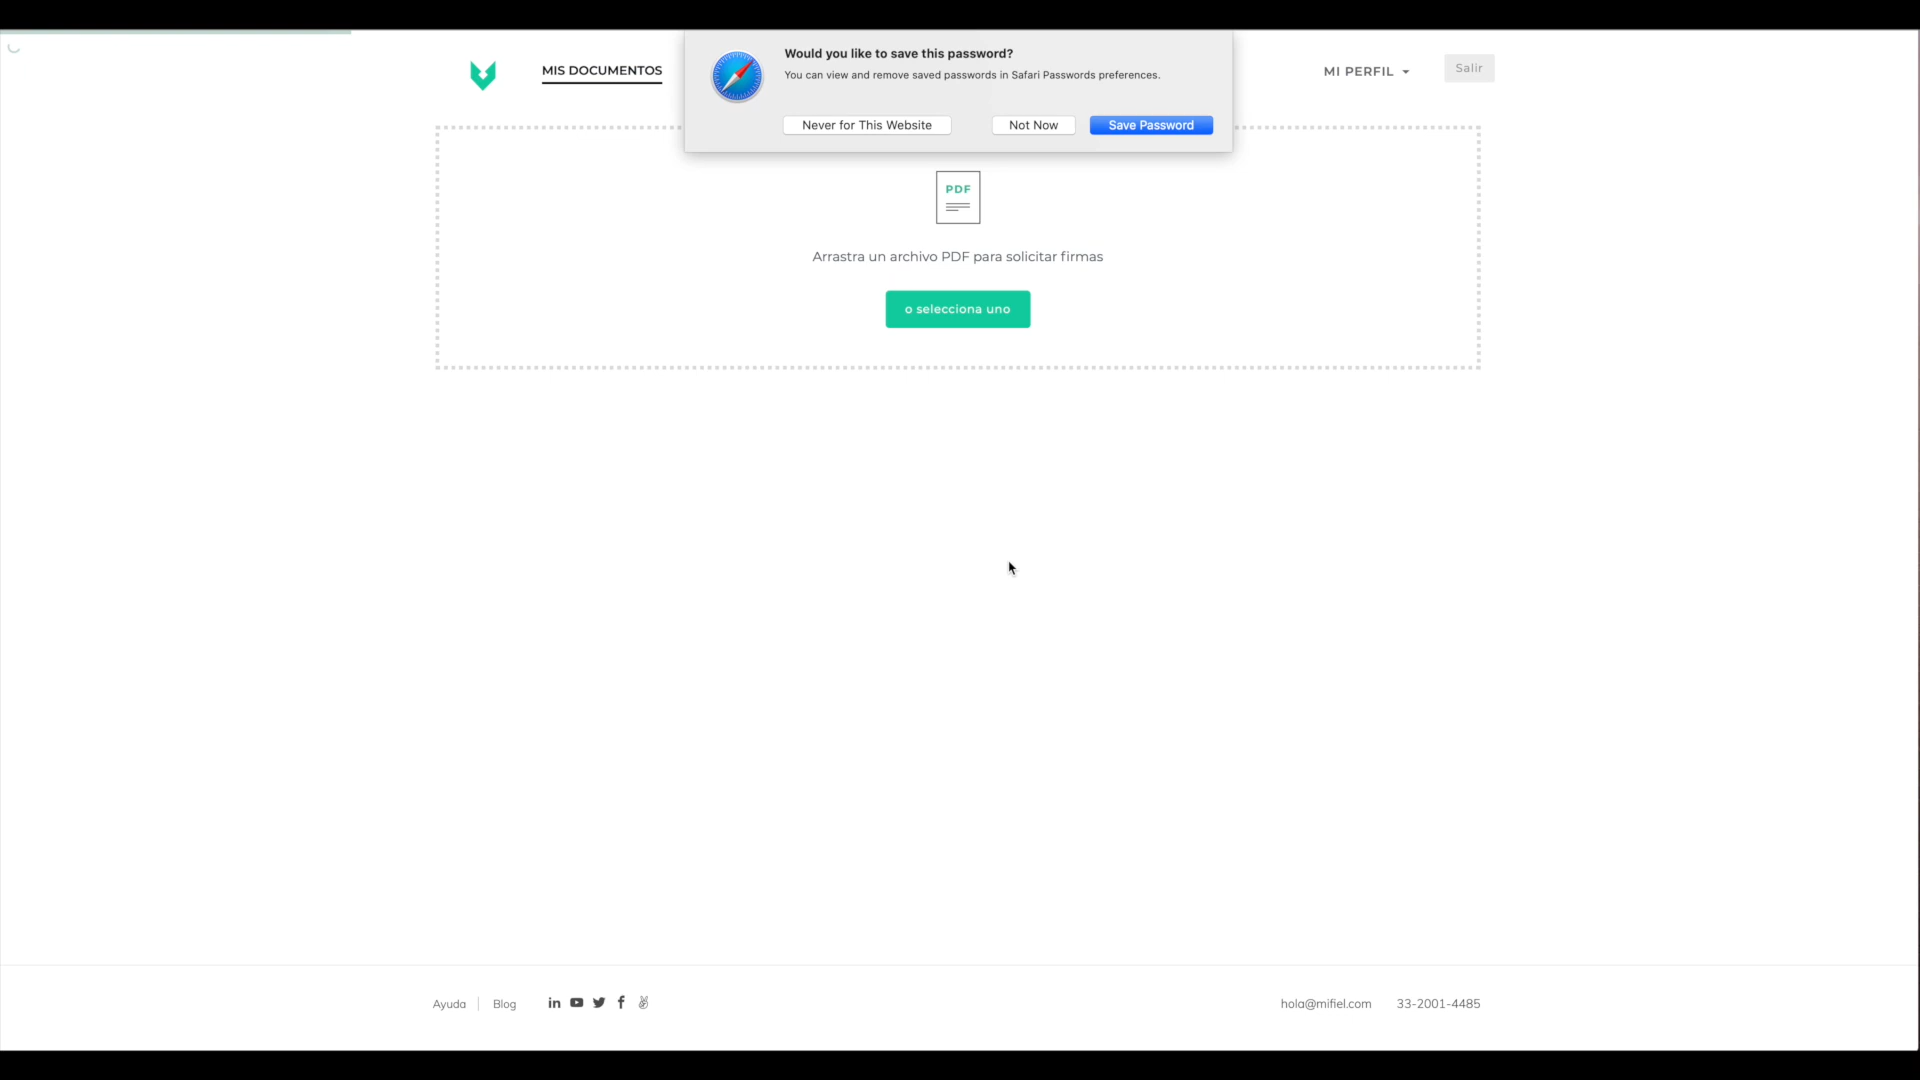 MIS DOCUMENTOS
Would you like to save this password?
You can view and remove saved passwords in Safari Passwords preferences.
Never for This Website
Not Now
Save Password
MI PERFIL
Salir
PDF
Arrastra un archivo PDF para solicitar firmas
o selecciona uno
Ayuda
Blog
hola@mifiel.com
33-2001-4485